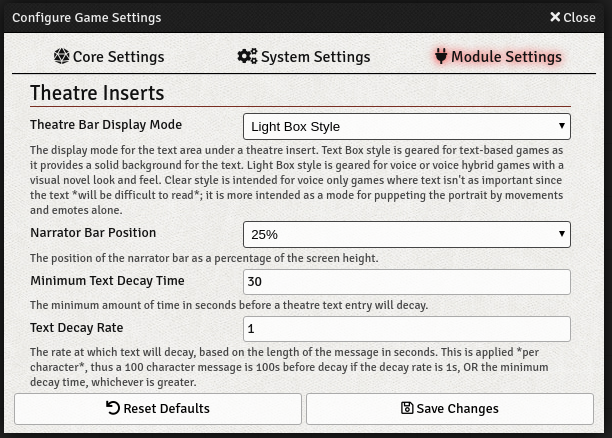 Configure Game Settings
Close
Core Settings
System Settings
Module Settings
Theatre Inserts
Theatre Bar Display Mode
Light Box Style
The display mode for the text area under a theatre insert. Text Box style is geared for text-based games as
it provides a solid background for the text. Light Box style is geared for voice or voice hybrid games with a
visual novel look and feel. Clear style is intended for voice only games where text isn't as important since
the text *will be difficult to read*; it is more intended as a mode for puppeting the portrait by movements
and emotes alone.
Narrator Bar Position
25%
The position of the narrator bar as a percentage of the screen height.
Minimum Text Decay Time
30
The minimum amount of time in seconds before a theatre text entry will decay.
Text Decay Rate
1
The rate at which text will decay, based on the length of the message in seconds. This is applied *per
character*, thus a 100 character message is 100s before decay if the decay rate is 1s, OR the minimum
decay time, whichever is greater.
Reset Defaults
Save Changes